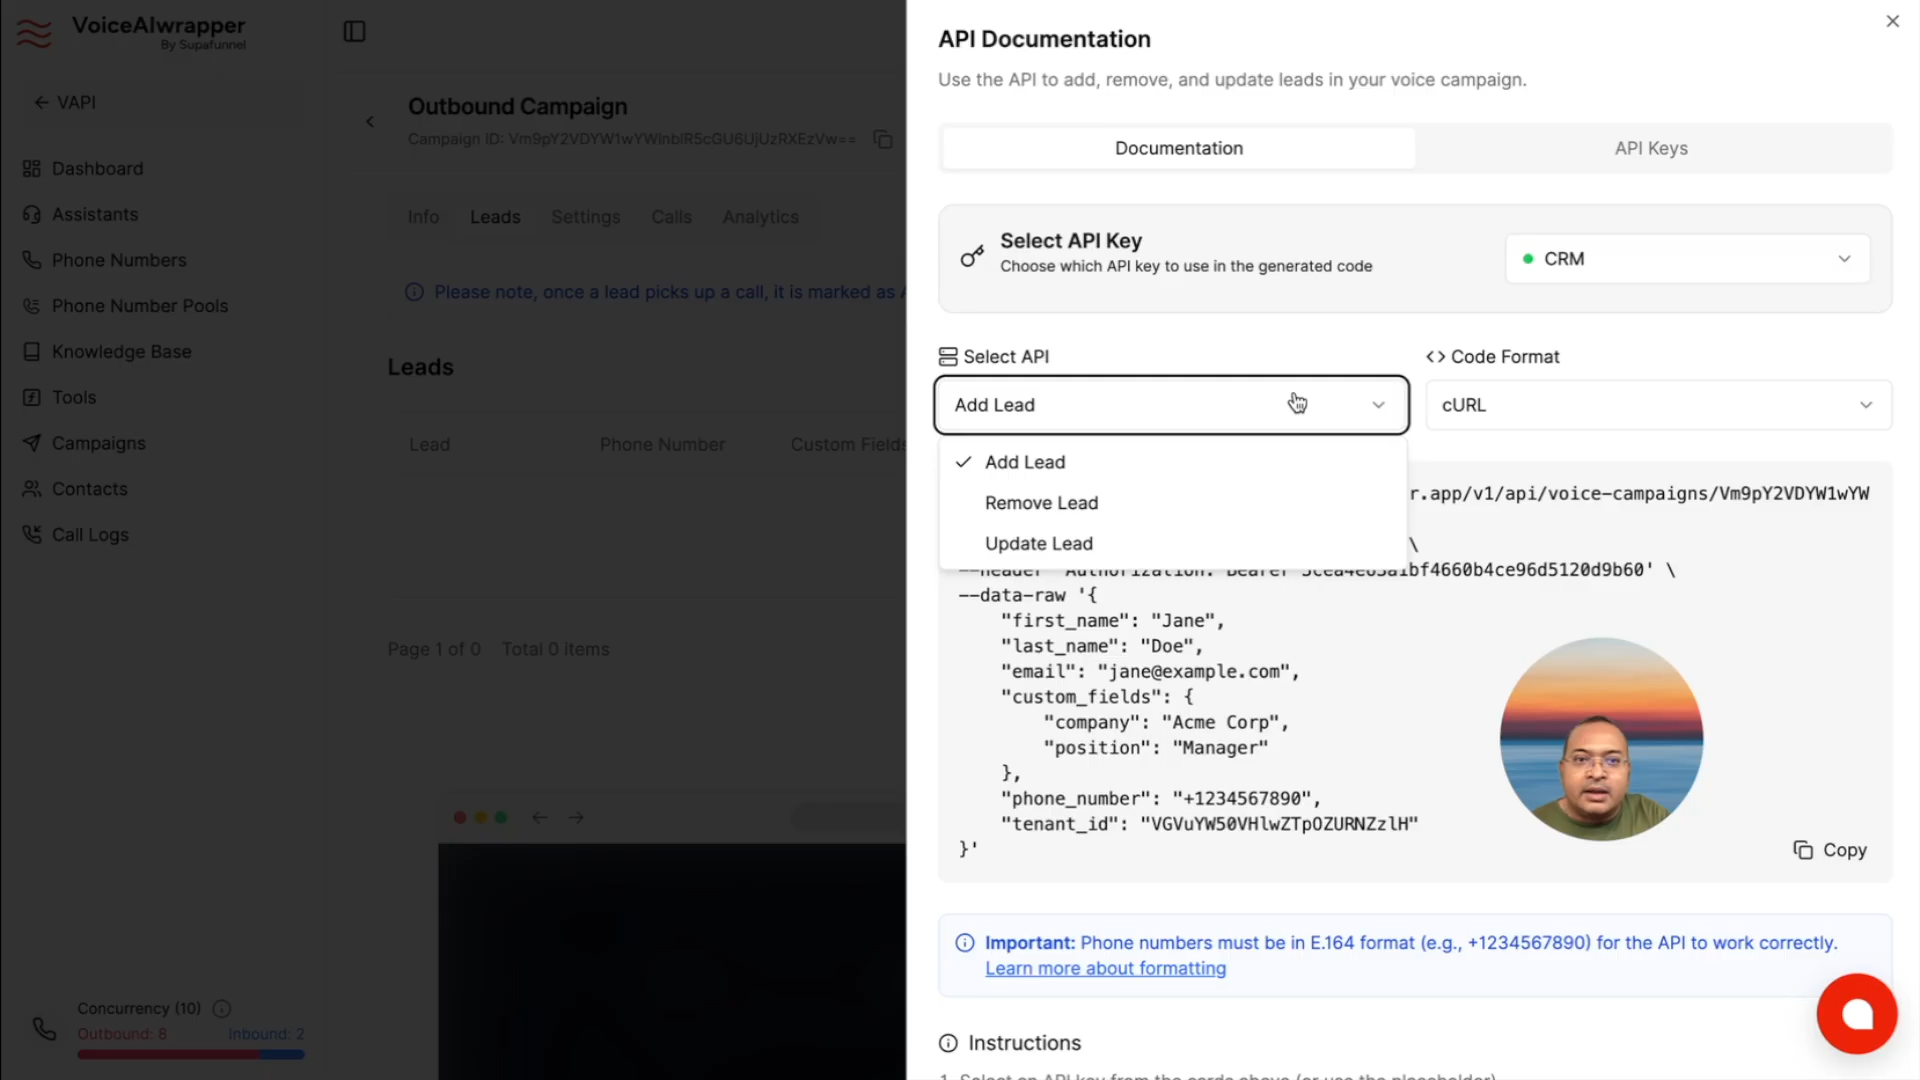 VoiceAIwrapper
By Supafunnel
VAPI
Dashboard
Assistants
Phone Numbers
Phone Number Pools
Knowledge Base
Tools
Campaigns
Contacts
Call Logs
Concurrency (10)
Outbound: 8 Inbound: 2
Outbound Campaign
Campaign ID:
Info Leads Settings Calls Analytics
Please note, once a lead picks up a call, it is marked as
Leads
Lead Phone Number Custom Fields
Page 1 of 0 Total 0 items
API Documentation
Use the API to add, remove, and update leads in your voice campaign.
Documentation API Keys
Select API Key
Choose which API key to use in the generated code
CRM
Select API
Code Format
Add Lead
cURL
Add Lead
Remove Lead
Update Lead
r.app/v1/api/voice-campaigns/Vm9pY2VDYW1wYW
\
bf4660b4ce96d5120d9b60' \
--data-raw '{
"first_name": "Jane",
"last_name": "Doe",
"email": "jane@example.com",
"custom_fields": {
"company": "Acme Corp",
"position": "Manager"
},
"phone_number": "+1234567890",
"tenant_id": "VGVuYW50VHlwZTpOZURNZzlH"
}'
Copy
Important: Phone numbers must be in E.164 format (e.g., +1234567890) for the API to work correctly.
Learn more about formatting
Instructions
1. Select an API key from the cards above (or use the placeholder)